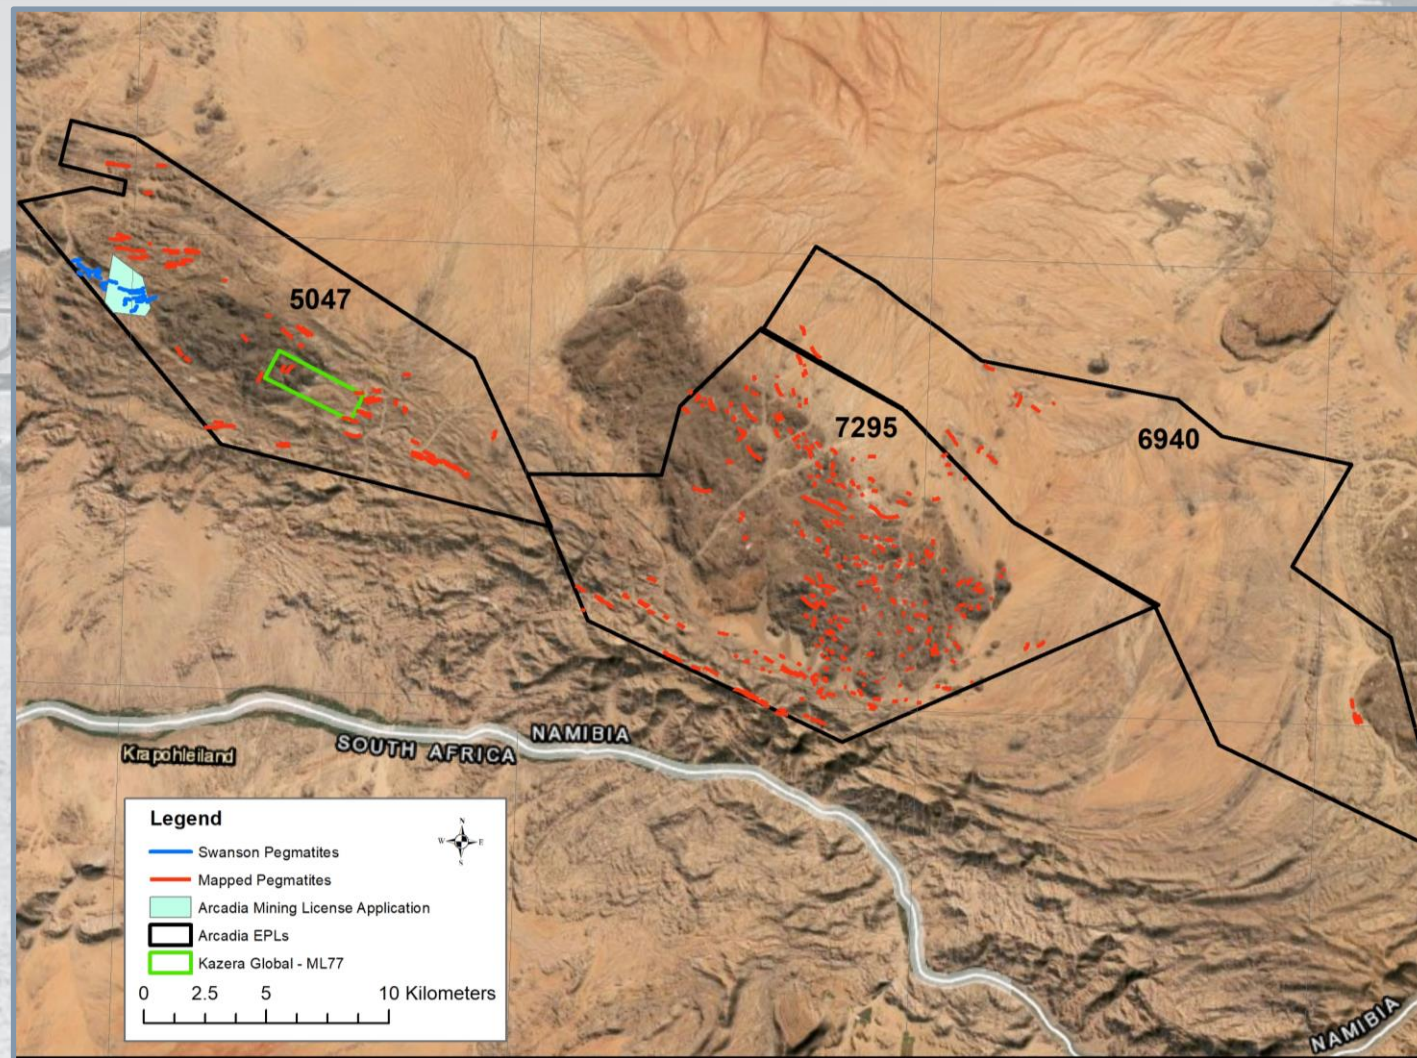 5047
7295
6940
NAMIBIA
SOUTH AFRICA
Krapohleiland
NAMIBIA
Legend
N
W E
S
Swanson Pegmatites
Mapped Pegmatites
Arcadia Mining License Application
Arcadia EPLs
Kazera Global - ML77
0 2.5 5 10 Kilometers